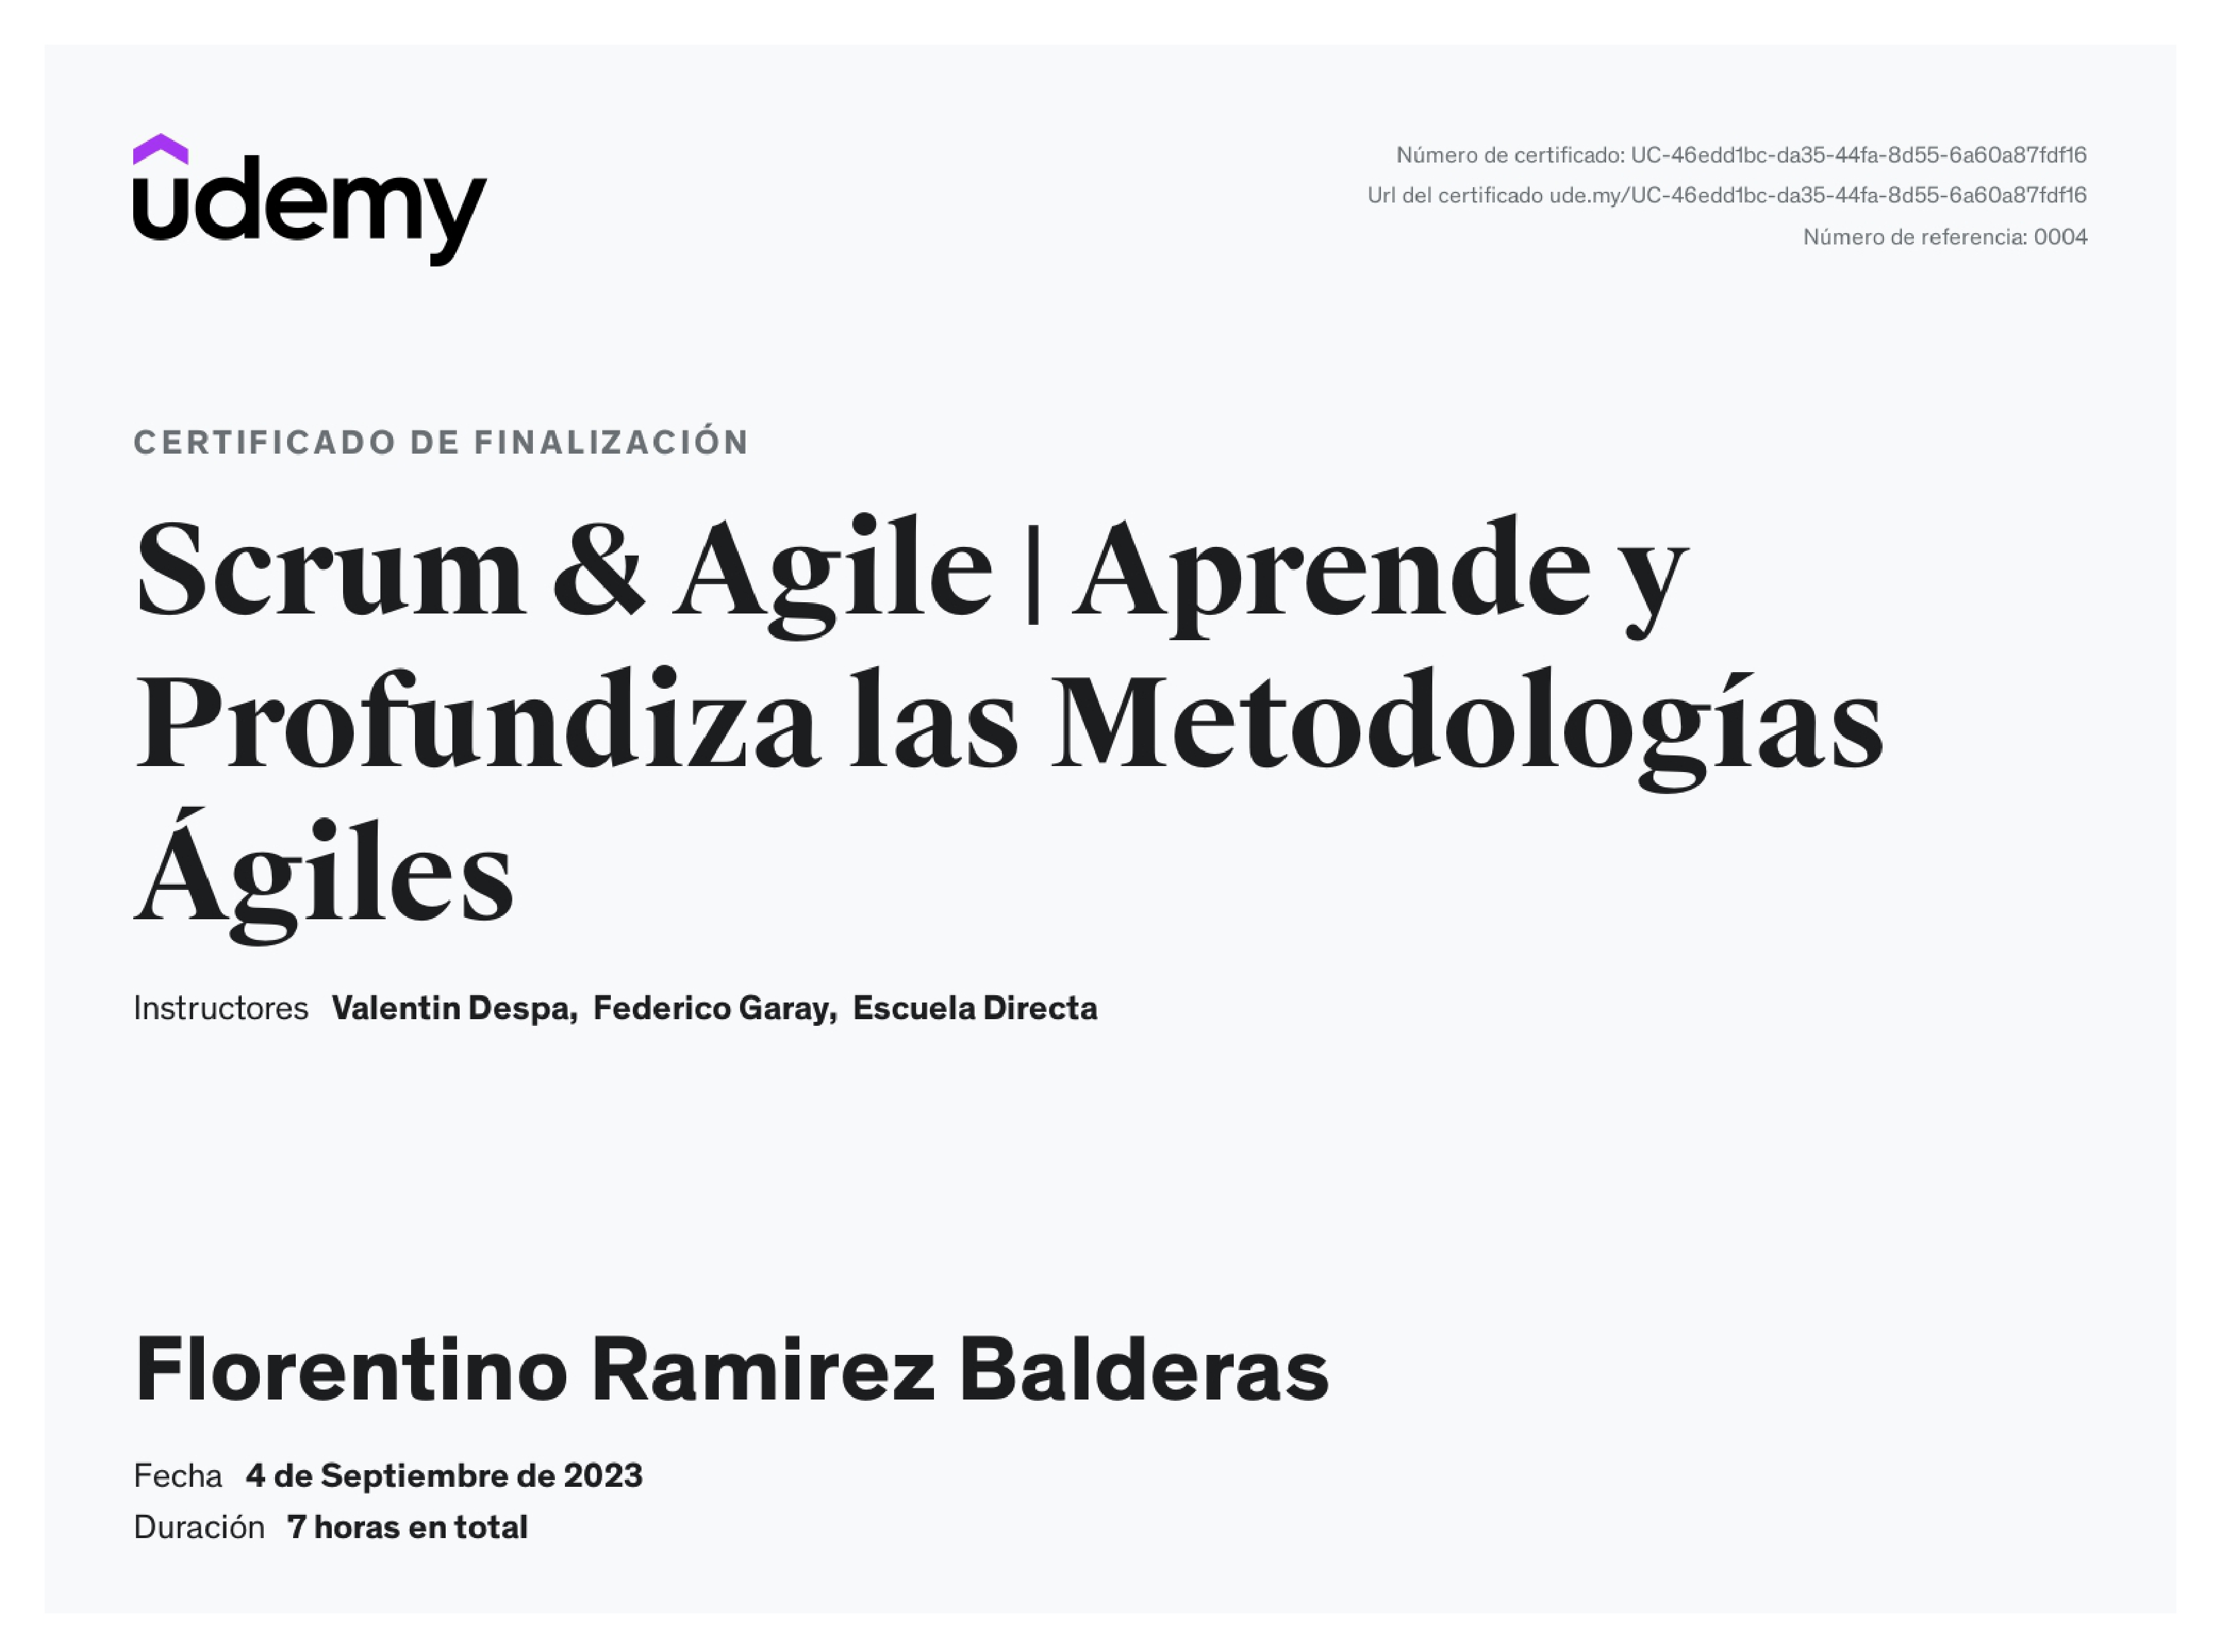 udemy
Número de certificado: UC-46edd1bc-da35-44fa-8d55-6a60a87fdf16
Url del certificado ude.my/UC-46edd1bc-da35-44fa-8d55-6a60a87fdf16
Número de referencia: 0004
CERTIFICADO DE FINALIZACIÓN
Scrum & Agile | Aprende y
Profundiza las Metodologías
Ágiles
Instructores Valentin Despa, Federico Garay, Escuela Directa
Florentino Ramirez Balderas
Fecha 4 de Septiembre de 2023
Duración 7 horas en total